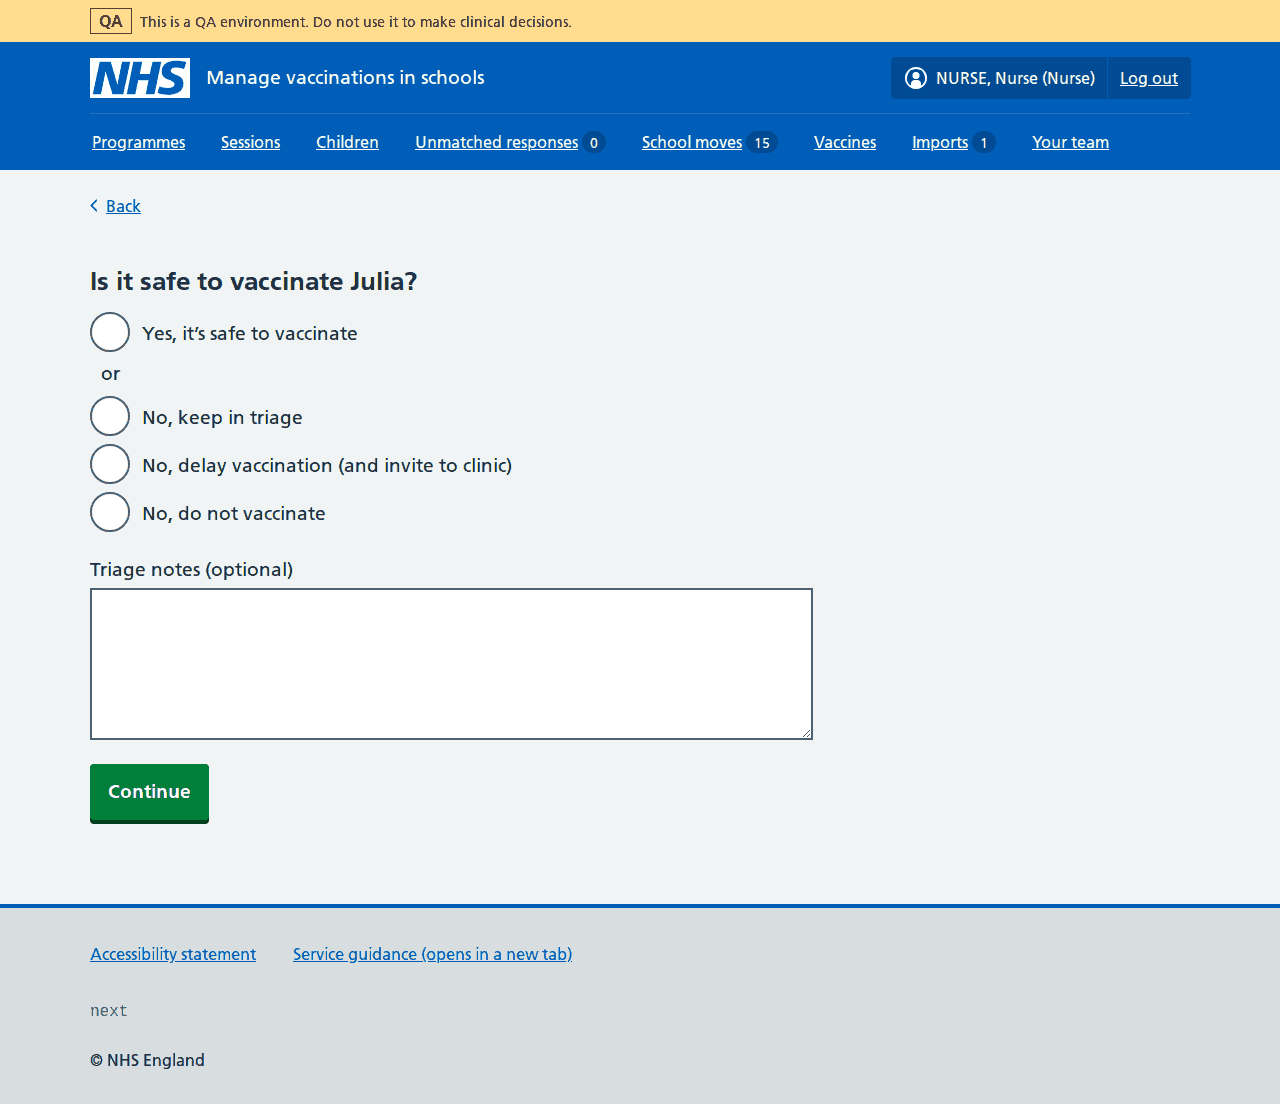 QA This is a QA environment. Do not use it to make clinical decisions.
NHS Manage vaccinations in schools NURSE, Nurse (Nurse) Log out
Programmes Sessions Children Unmatched responses 0 School moves 15 Vaccines Imports 1 Your team
Back
Is it safe to vaccinate Julia?
Yes, it’s safe to vaccinate
or
No, keep in triage
No, delay vaccination (and invite to clinic)
No, do not vaccinate
Triage notes (optional)
Continue
Accessibility statement Service guidance (opens in a new tab)
next
© NHS England